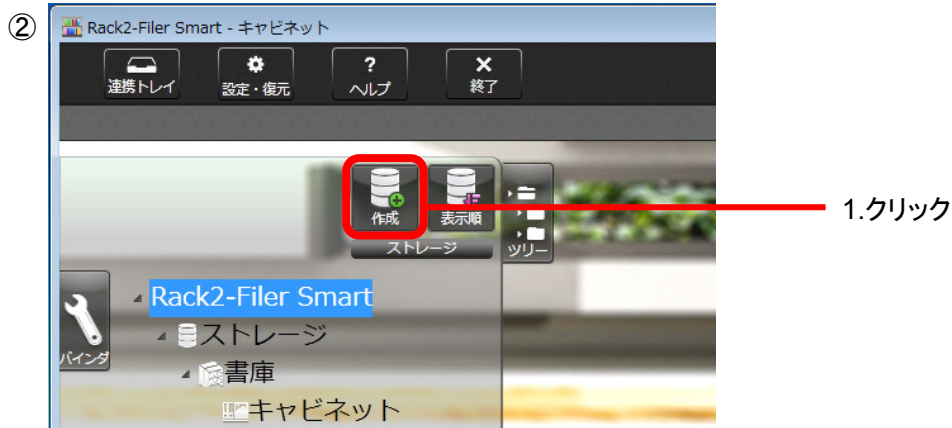 ②
Rack2-Filer Smart - キャビネット
連携トレイ
設定・復元
?
ヘルプ
終了
作成
表示順
ストレージ
ツリー
1.クリック
バインダ
Rack2-Filer Smart
ストレージ
書庫
キャビネット